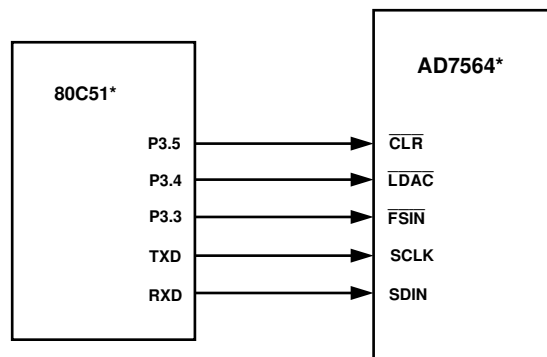 80C51*
AD7564*
P3.5 CLR
P3.4 LDAC
P3.3 FSIN
TXD SCLK
RXD SDIN